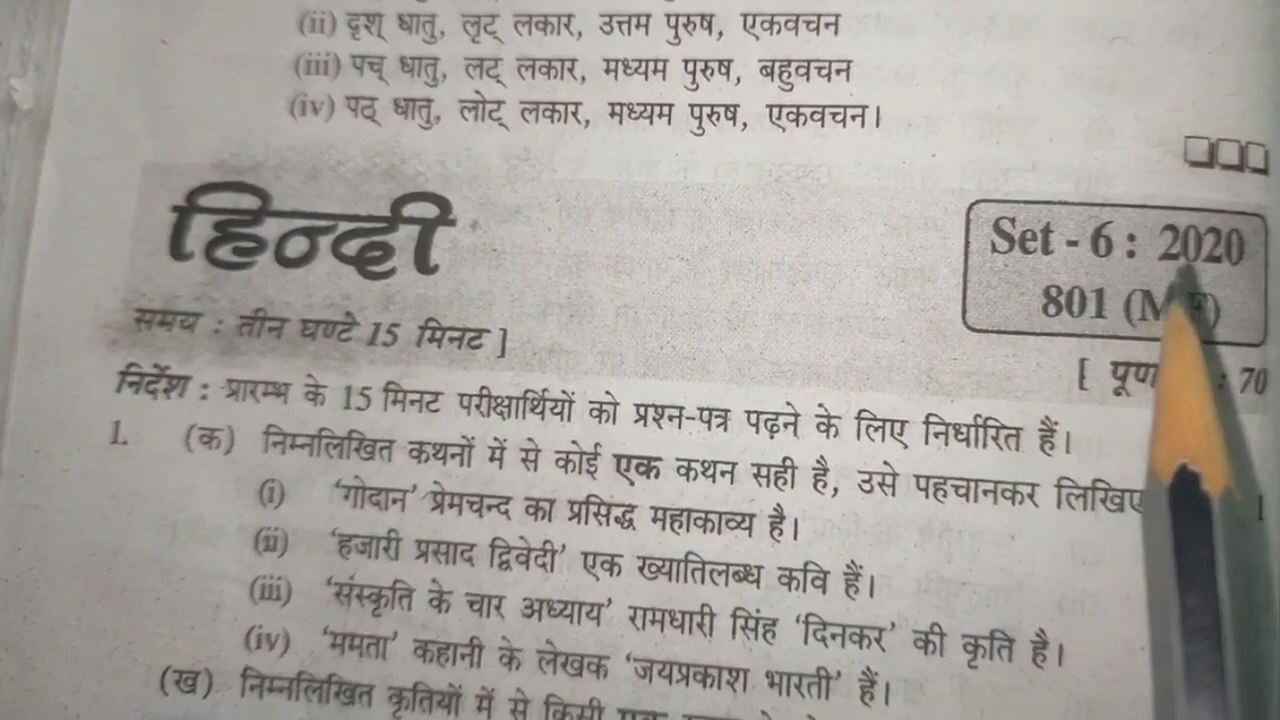 (ii) दृश् धातु, लृट् लकार, उत्तम पुरुष, एकवचन
(iii) पच् धातु, लट् लकार, मध्यम पुरुष, बहुवचन
(iv) पठ् धातु, लोट् लकार, मध्यम पुरुष, एकवचन।
हिन्दी
Set - 6 : 2020
801 (M
समय : तीन घण्टे 15 मिनट ]
[ : 70
निर्देश : प्रारम्भ के 15 मिनट परीक्षार्थियों को प्रश्न-पत्र पढ़ने के लिए निर्धारित हैं।
1. (क) निम्नलिखित कथनों में से कोई एक कथन सही है, उसे पहचानकर लिखिए 1
(i) 'गोदान' प्रेमचन्द का प्रसिद्ध महाकाव्य है।
(ii) 'हजारी प्रसाद द्विवेदी' एक ख्यातिलब्ध कवि हैं।
(iii) 'संस्कृति के चार अध्याय' रामधारी सिंह 'दिनकर' की कृति है।
(iv) 'ममता' कहानी के लेखक 'जयप्रकाश भारती' हैं।
(ख) निम्नलिखित कृतियों में से किसी एक